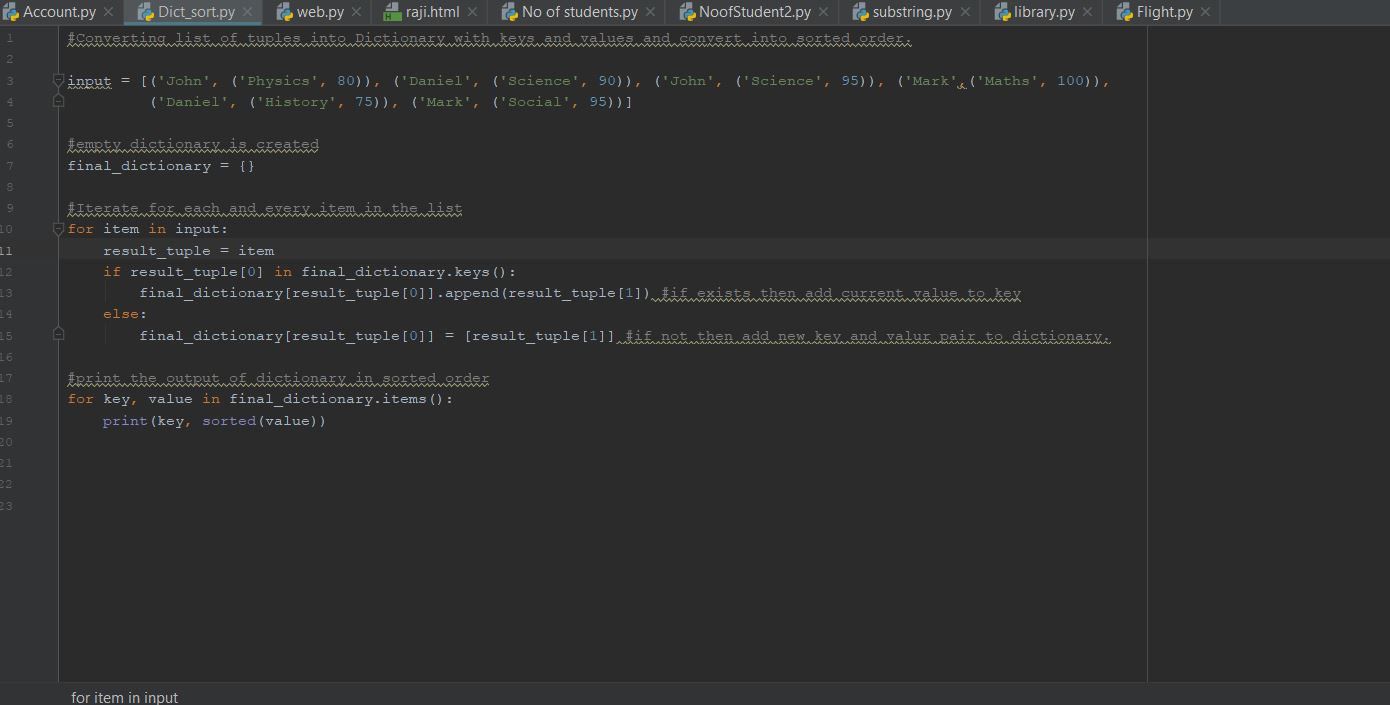 Account.py Dict_sort.py web.py raji.html No of students.py NoofStudent2.py substring.py library.py Flight.py
1 #Converting list of tuples into Dictionary with keys and values and convert into sorted order.
2
3 input = [('John', ('Physics', 80)), ('Daniel', ('Science', 90)), ('John', ('Science', 95)), ('Mark',('Maths', 100)),
4 ('Daniel', ('History', 75)), ('Mark', ('Social', 95))]
5
6 #empty dictionary is created
7 final_dictionary = {}
8
9 #Iterate for each and every item in the list
10 for item in input:
11 result_tuple = item
12 if result_tuple[0] in final_dictionary.keys():
13 final_dictionary[result_tuple[0]].append(result_tuple[1]) #if exists then add current value to key
14 else:
15 final_dictionary[result_tuple[0]] = [result_tuple[1]] #if not then add new key and valur pair to dictionary.
16
17 #print the output of dictionary in sorted order
18 for key, value in final_dictionary.items():
19 print(key, sorted(value))
20
21
22
23
for item in input